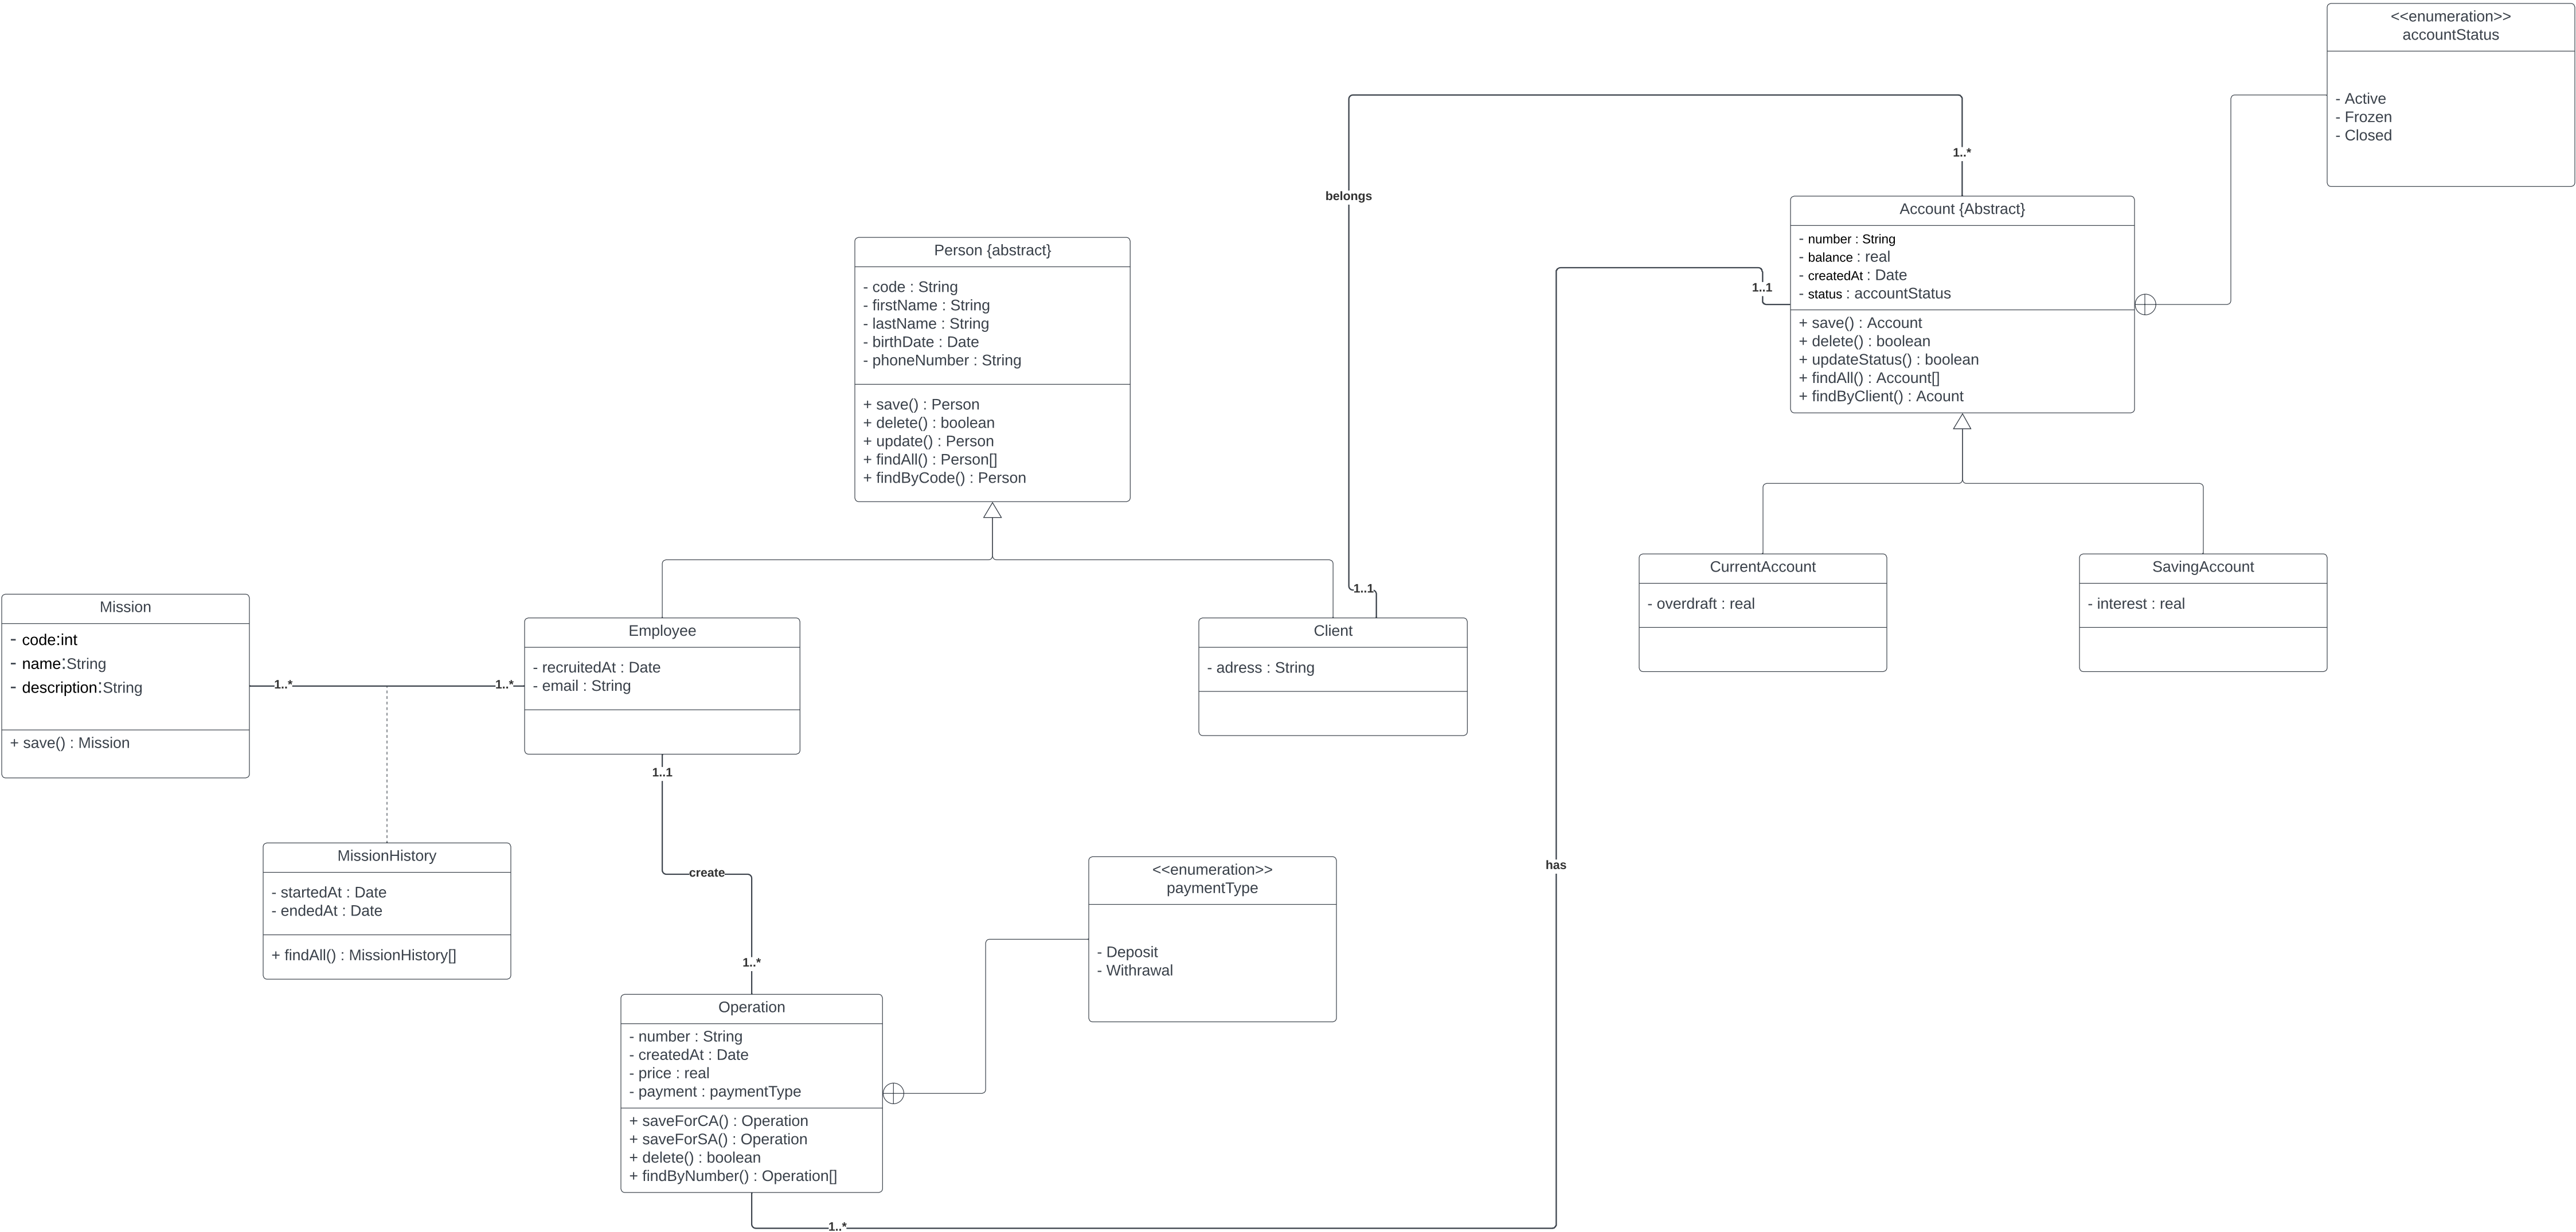 <<enumeration>>
accountStatus
- Active
- Frozen
- Closed
1..*
belongs
Account {Abstract}
- number : String
- balance : real
- createdAt : Date
- status : accountStatus
+ save() : Account
+ delete() : boolean
+ updateStatus() : boolean
+ findAll() : Account[]
+ findByClient() : Acount
1..1
Person {abstract}
- code : String
- firstName : String
- lastName : String
- birthDate : Date
- phoneNumber : String
+ save() : Person
+ delete() : boolean
+ update() : Person
+ findAll() : Person[]
+ findByCode() : Person
CurrentAccount
- overdraft : real
SavingAccount
- interest : real
1..1
Mission
- code:int
- name:String
- description:String
+ save() : Mission
1..*
1..*
Employee
- recruitedAt : Date
- email : String
Client
- adress : String
1..1
create
1..*
has
MissionHistory
- startedAt : Date
- endedAt : Date
+ findAll() : MissionHistory[]
<<enumeration>>
paymentType
- Deposit
- Withrawal
Operation
- number : String
- createdAt : Date
- price : real
- payment : paymentType
+ saveForCA() : Operation
+ saveForSA() : Operation
+ delete() : boolean
+ findByNumber() : Operation[]
1..*